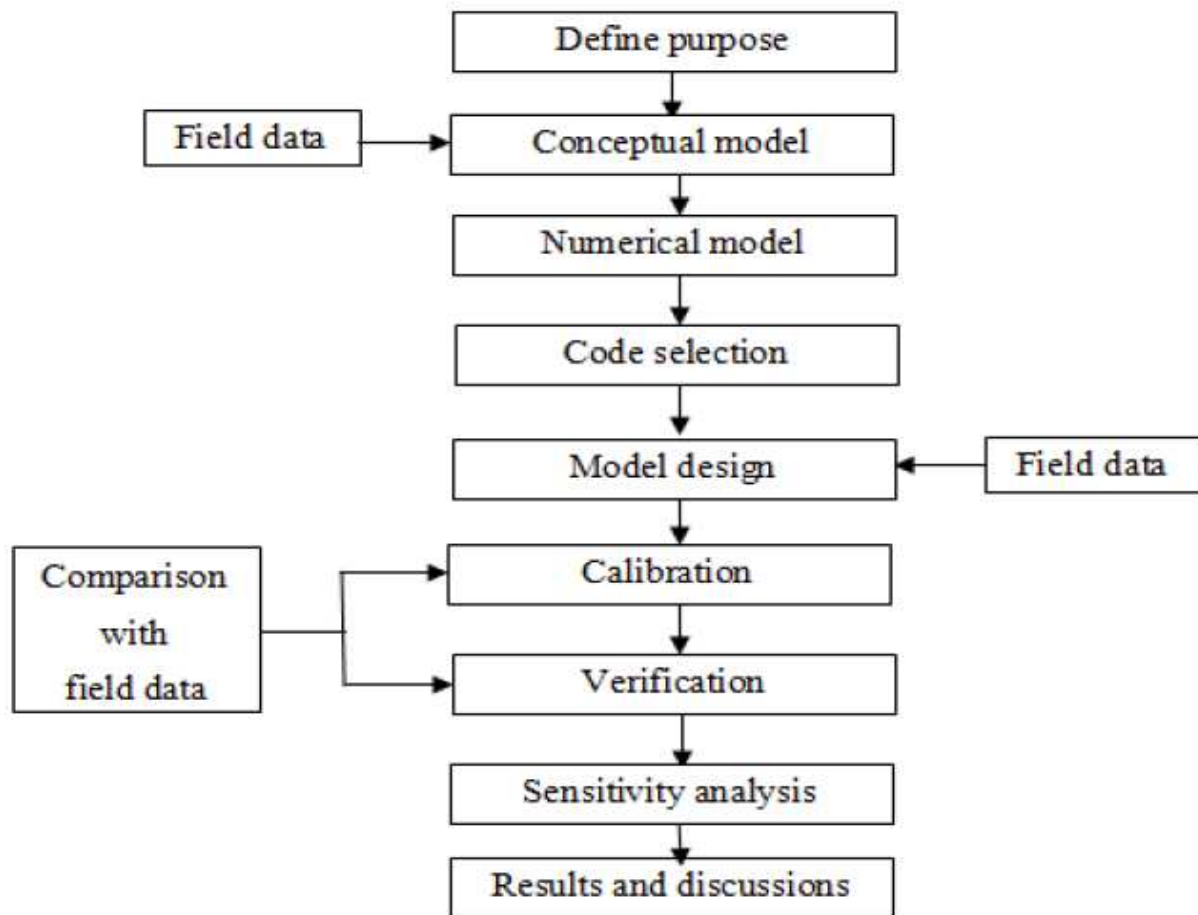 Define purpose
Field data
Conceptual model
Numerical model
Code selection
Model design
Field data
Comparison
with
field data
Calibration
Verification
Sensitivity analysis
Results and discussions